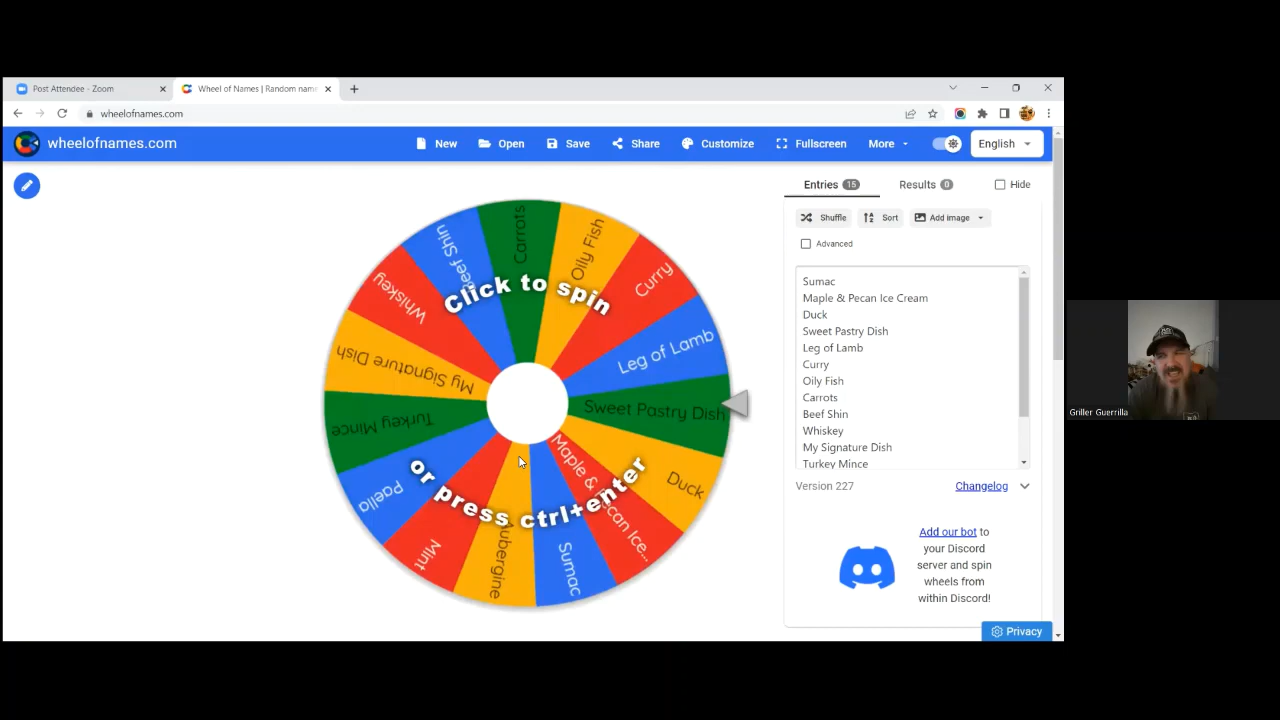 Post Attendee - Zoom
Wheel of Names | Random name
wheelofnames.com
wheelofnames.com
New
Open
Save
Share
Customize
Fullscreen
More
English
Entries 15
Results 0
Hide
Shuffle
Sort
Add image
Advanced
Sumac
Maple & Pecan Ice Cream
Duck
Sweet Pastry Dish
Leg of Lamb
Curry
Oily Fish
Carrots
Beef Shin
Whiskey
My Signature Dish
Turkey Mince
Version 227
Changelog
Add our bot to
your Discord
server and spin
wheels from
within Discord!
Privacy
Click to spin
or press ctrl+enter
Carrots
Oily Fish
Curry
Leg of Lamb
Sweet Pastry Dish
Duck
Maple & Pecan Ice...
Sumac
Aubergine
Mint
Paella
Turkey Mince
My Signature Dish
Whiskey
Beef Shin
Griller Guerrilla